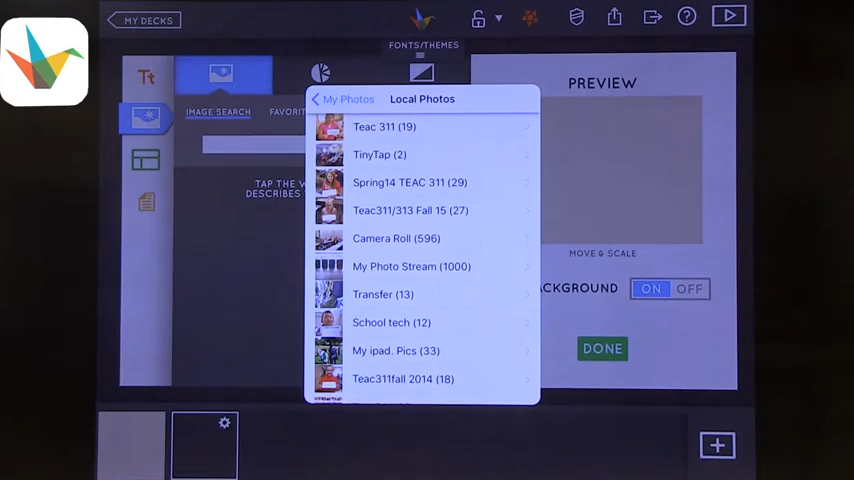 MY DECKS
FONTS/THEMES
Tt
IMAGE SEARCH
FAVORIT
TAP THE W
DESCRIBES
My Photos
Local Photos
Teac 311 (19)
TinyTap (2)
Spring14 TEAC 311 (29)
Teac311/313 Fall 15 (27)
Camera Roll (596)
My Photo Stream (1000)
Transfer (13)
School tech (12)
My ipad. Pics (33)
Teac311fall 2014 (18)
PREVIEW
MOVE & SCALE
ACKGROUND
ON
OFF
DONE